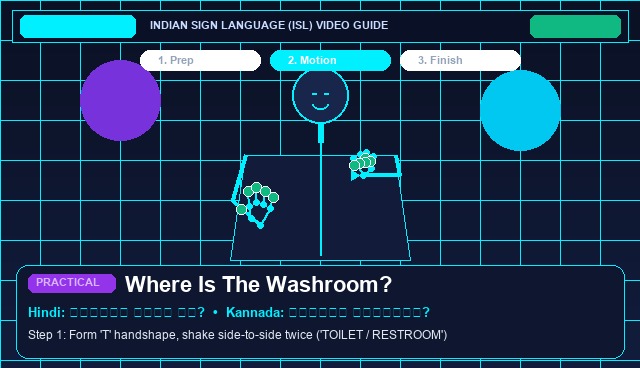 INDIAN SIGN LANGUAGE (ISL) VIDEO GUIDE
1. Prep
2. Motion
3. Finish
PRACTICAL
Where Is The Washroom?
Hindi: ? • Kannada: ?
Step 1: Form 'T' handshape, shake side-to-side twice ('TOILET / RESTROOM')